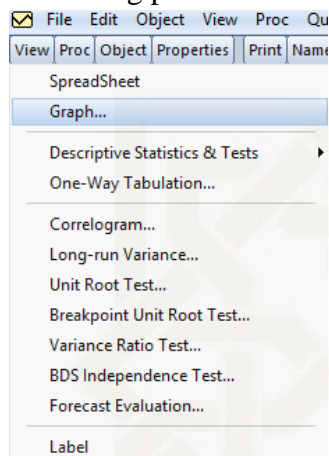 File Edit Object View Proc Qu
View Proc Object Properties Print Name
SpreadSheet
Graph...
Descriptive Statistics & Tests
One-Way Tabulation...
Correlogram...
Long-run Variance...
Unit Root Test...
Breakpoint Unit Root Test...
Variance Ratio Test...
BDS Independence Test...
Forecast Evaluation...
Label